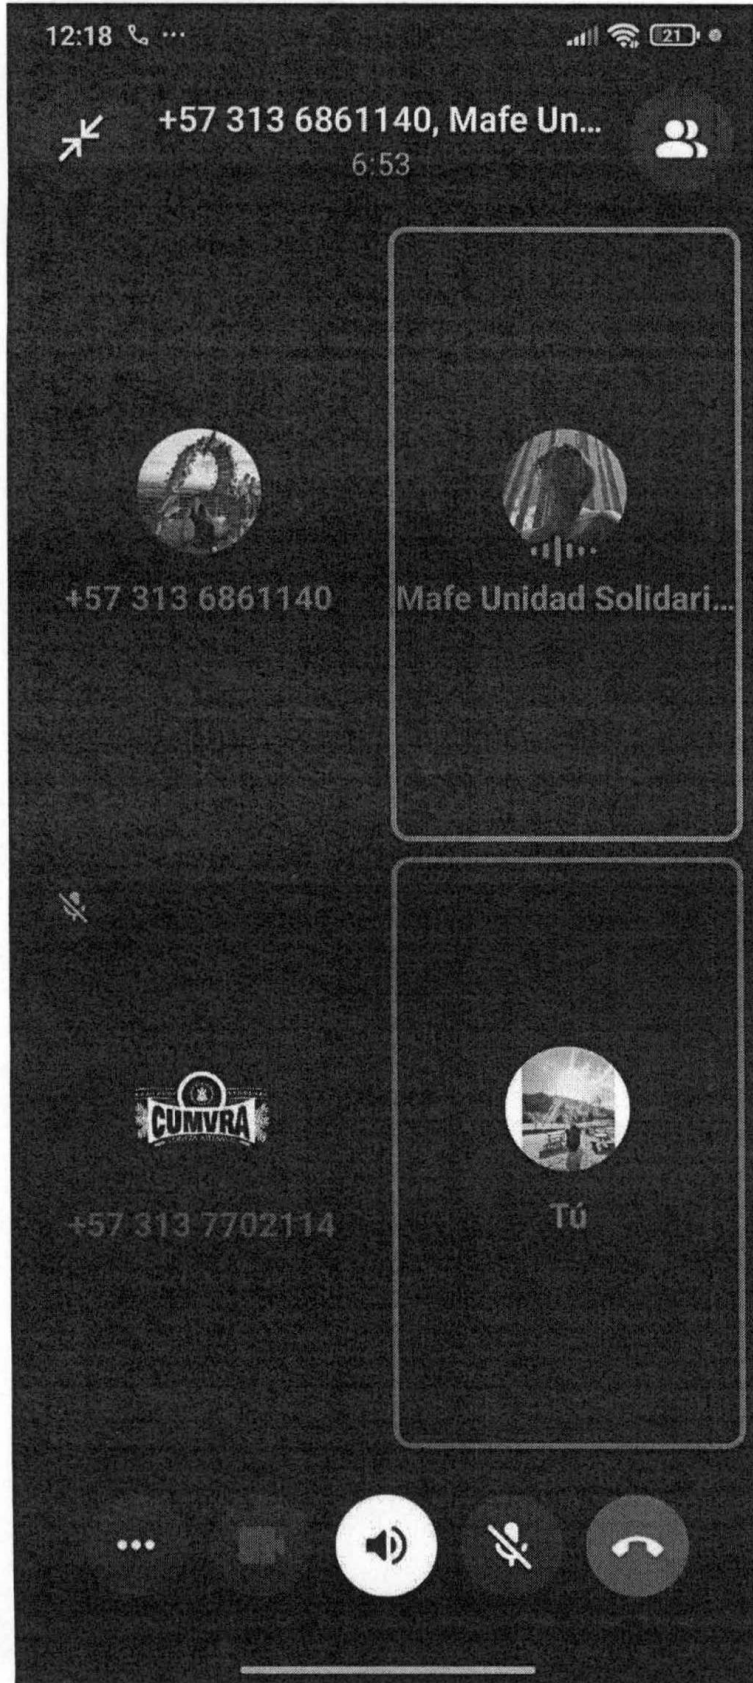 12:18
21
+57 313 6861140, Mafe Un...
6:53
+57 313 6861140
Mafe Unidad Solidari...
CUMVRA
+57 313 7702114
Tú